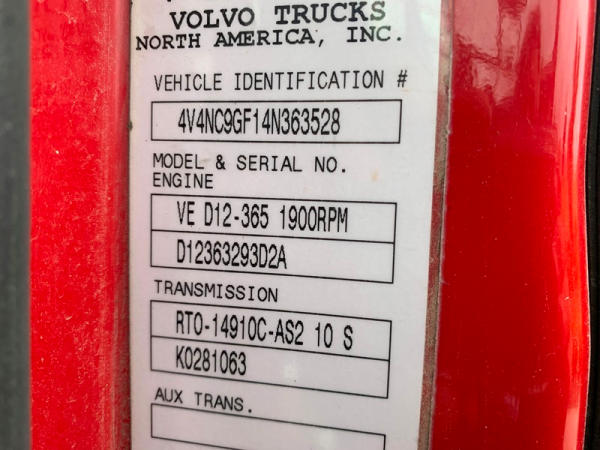 VOLVO TRUCKS
NORTH AMERICA, INC.
VEHICLE IDENTIFICATION #
4V4NC9GF14N363528
MODEL & SERIAL NO.
ENGINE
VE D12-365 1900RPM
D12363293D2A
TRANSMISSION
RTO-14910C-AS2 10 S
K0281063
AUX TRANS.